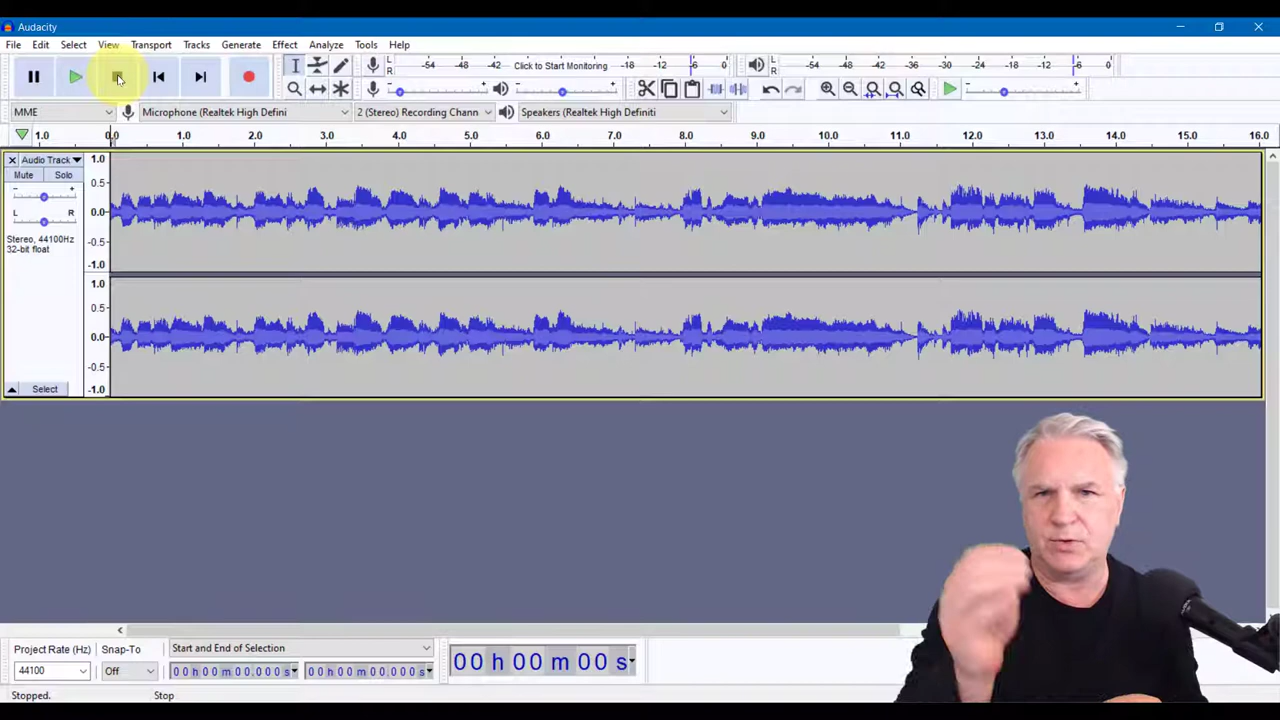 Audacity
File Edit Select View Transport Tracks Generate Effect Analyze Tools Help
L R -54 -48 -42 Click to Start Monitoring -18 -12 -6 0 L R -54 -48 -42 -36 -30 -24 -18 -12 -6 0
MME Microphone (Realtek High Defini 2 (Stereo) Recording Chann Speakers (Realtek High Definiti
1.0 0.0 1.0 2.0 3.0 4.0 5.0 6.0 7.0 8.0 9.0 10.0 11.0 12.0 13.0 14.0 15.0 16.0
Audio Track 1.0
Mute Solo 0.5
- +
L R 0.0
Stereo, 44100Hz -0.5
32-bit float
-1.0
1.0
0.5
0.0
-0.5
Select -1.0
Project Rate (Hz) Snap-To Start and End of Selection
44100 Off 00 h 00 m 00.000 s 00 h 00 m 00.000 s 00 h 00 m 00 s
Stopped. Stop